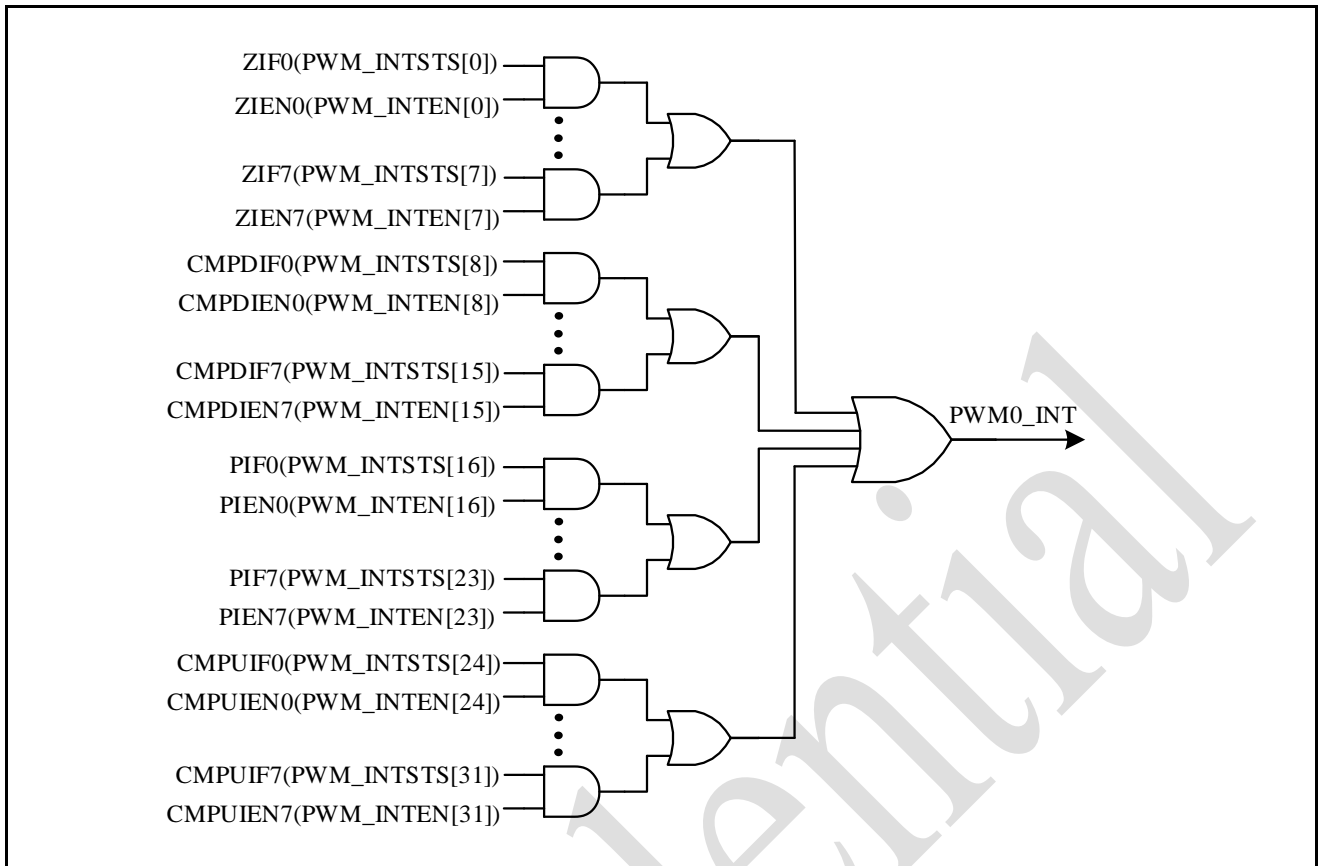 ZIF0(PWM_INTSTS[0])
ZIEN0(PWM_INTEN[0])
ZIF7(PWM_INTSTS[7])
ZIEN7(PWM_INTEN[7])
CMPDIF0(PWM_INTSTS[8])
CMPDIEN0(PWM_INTEN[8])
CMPDIF7(PWM_INTSTS[15])
CMPDIEN7(PWM_INTEN[15])
PWM0_INT
PIF0(PWM_INTSTS[16])
PIEN0(PWM_INTEN[16])
PIF7(PWM_INTSTS[23])
PIEN7(PWM_INTEN[23])
CMPUIF0(PWM_INTSTS[24])
CMPUIEN0(PWM_INTEN[24])
CMPUIF7(PWM_INTSTS[31])
CMPUIEN7(PWM_INTEN[31])